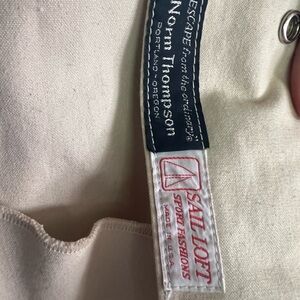 ESCAPE from the ordinary®
Norm Thompson
PORTLAND • OREGON
SAIL LOFT
SPORT FASHIONS
MADE IN U.S.A.